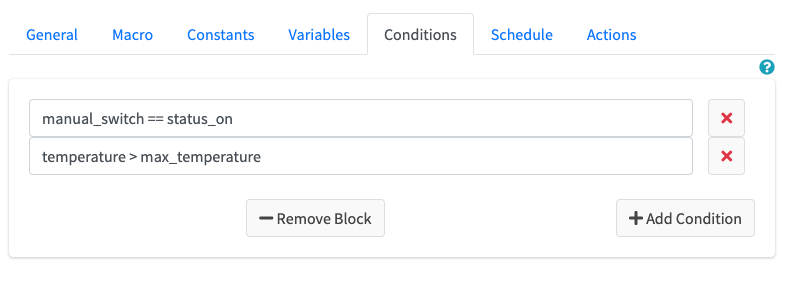 General Macro Constants Variables Conditions Schedule Actions
?
manual_switch == status_on
temperature > max_temperature
Remove Block Add Condition